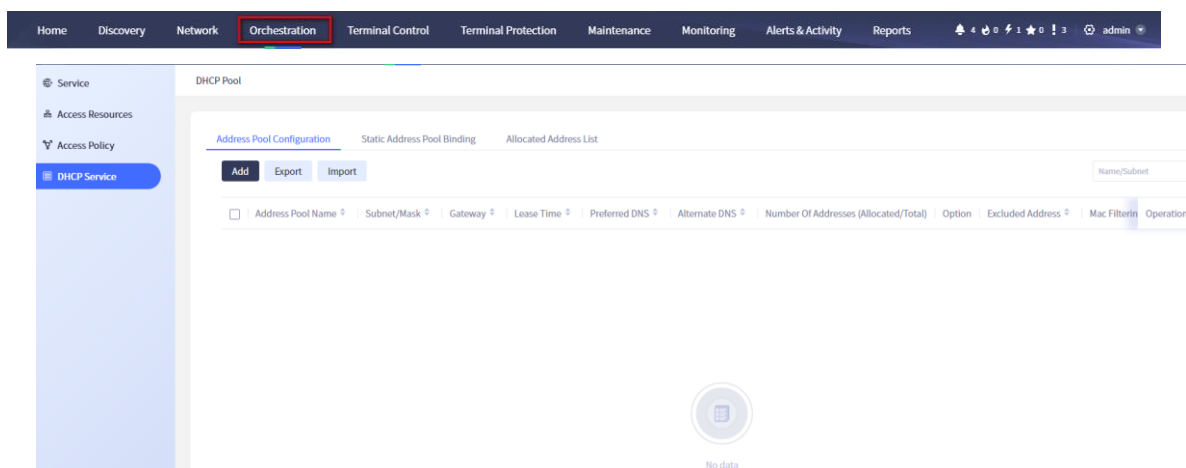 Home Discovery Network Orchestration Terminal Control Terminal Protection Maintenance Monitoring Alerts & Activity Reports 4 0 1 0 3 admin
Service
DHCP Pool
Access Resources
Access Policy
DHCP Service
Address Pool Configuration Static Address Pool Binding Allocated Address List
Add Export Import Name/Subnet
Address Pool Name Subnet/Mask Gateway Lease Time Preferred DNS Alternate DNS Number Of Addresses (Allocated/Total) Option Excluded Address Mac Filterin Operation
No data